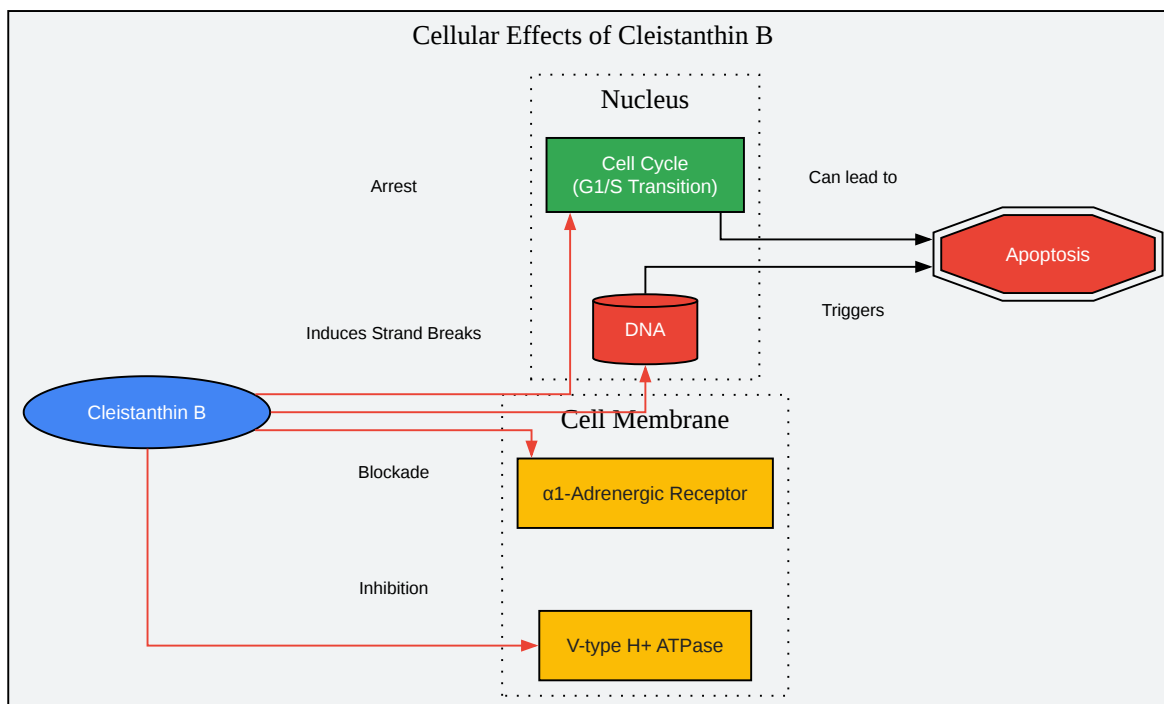 Cellular Effects of Cleistanthin B
Nucleus
Cell Cycle
(G1/S Transition)
Arrest
Can lead to
Apoptosis
Triggers
DNA
Induces Strand Breaks
Cleistanthin B
Cell Membrane
Blockade
α1-Adrenergic Receptor
Inhibition
V-type H+ ATPase